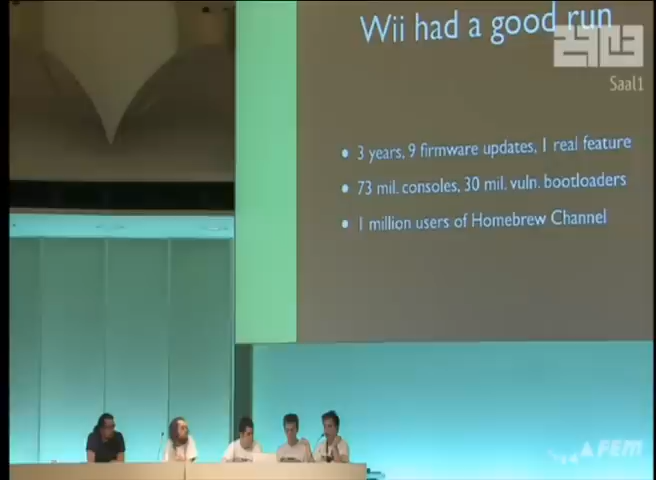 Wii had a good run
Saal1
• 3 years, 9 firmware updates, 1 real feature
• 73 mil. consoles, 30 mil. vuln. bootloaders
• 1 million users of Homebrew Channel
FEM